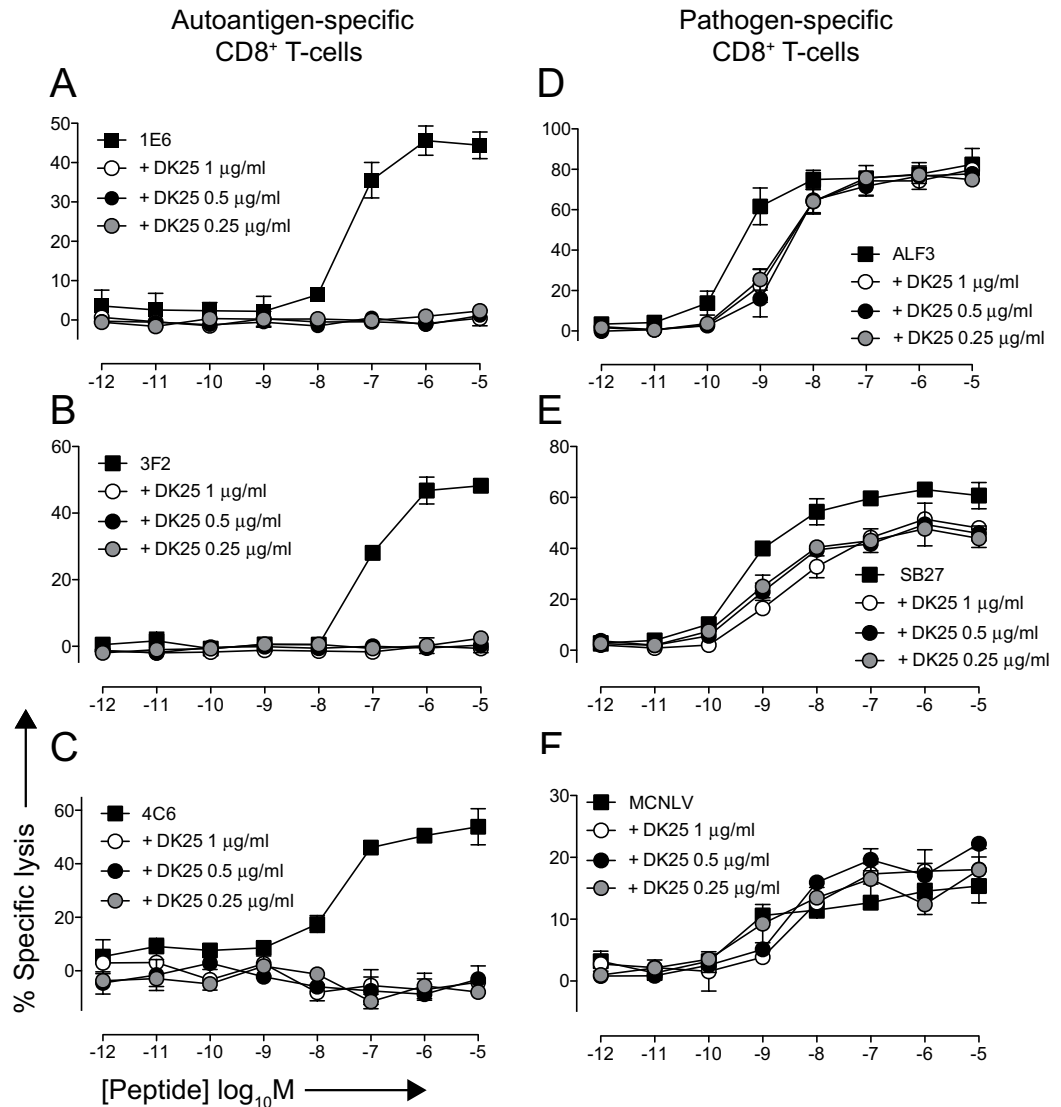 Autoantigen-specific
CD8⁺ T-cells
Pathogen-specific
CD8⁺ T-cells
A
50
40
30
20
10
0
1E6
+ DK25 1 µg/ml
+ DK25 0.5 µg/ml
+ DK25 0.25 µg/ml
-12 -11 -10 -9 -8 -7 -6 -5
B
60
40
20
0
3F2
+ DK25 1 µg/ml
+ DK25 0.5 µg/ml
+ DK25 0.25 µg/ml
-12 -11 -10 -9 -8 -7 -6 -5
C
60
40
20
0
4C6
+ DK25 1 µg/ml
+ DK25 0.5 µg/ml
+ DK25 0.25 µg/ml
-12 -11 -10 -9 -8 -7 -6 -5
% Specific lysis
[Peptide] log₁₀M
D
100
80
60
40
20
0
ALF3
+ DK25 1 µg/ml
+ DK25 0.5 µg/ml
+ DK25 0.25 µg/ml
-12 -11 -10 -9 -8 -7 -6 -5
E
80
60
40
20
0
SB27
+ DK25 1 µg/ml
+ DK25 0.5 µg/ml
+ DK25 0.25 µg/ml
-12 -11 -10 -9 -8 -7 -6 -5
F
30
20
10
0
MCNLV
+ DK25 1 µg/ml
+ DK25 0.5 µg/ml
+ DK25 0.25 µg/ml
-12 -11 -10 -9 -8 -7 -6 -5